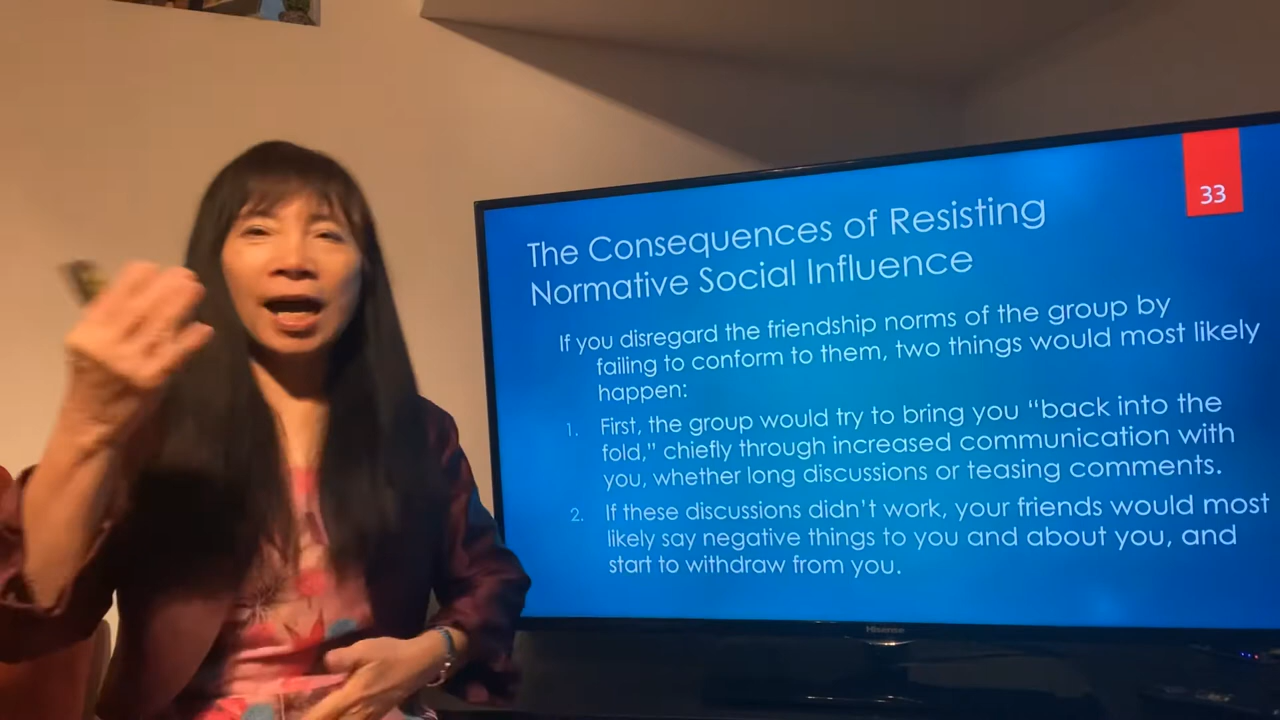 33
The Consequences of Resisting
Normative Social Influence
If you disregard the friendship norms of the group by
failing to conform to them, two things would most likely
happen:
1. First, the group would try to bring you “back into the
fold,” chiefly through increased communication with
you, whether long discussions or teasing comments.
2. If these discussions didn’t work, your friends would most
likely say negative things to you and about you, and
start to withdraw from you.
Hisense